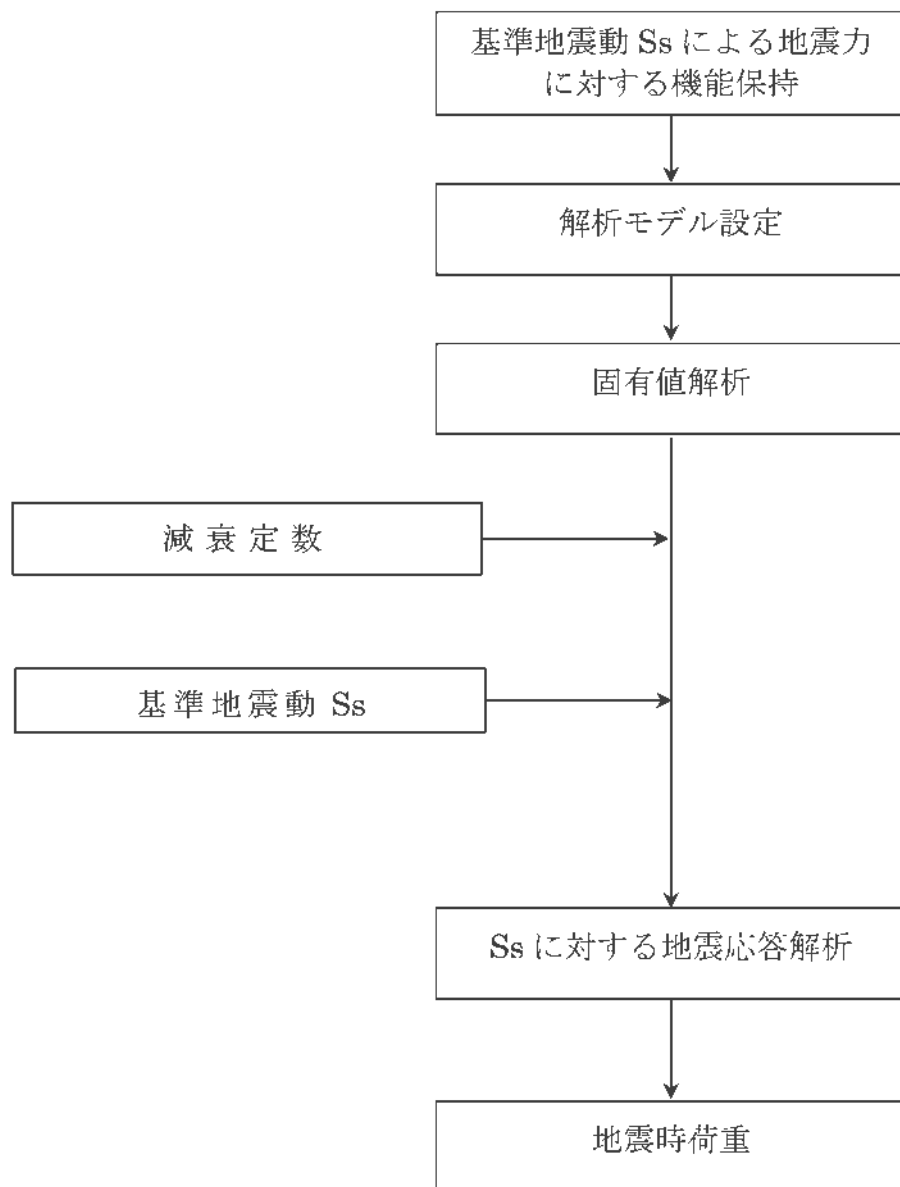 基準地震動 Ss による地震力
に対する機能保持
解析モデル設定
固有値解析
減衰定数
基準地震動 Ss
Ss に対する地震応答解析
地震時荷重